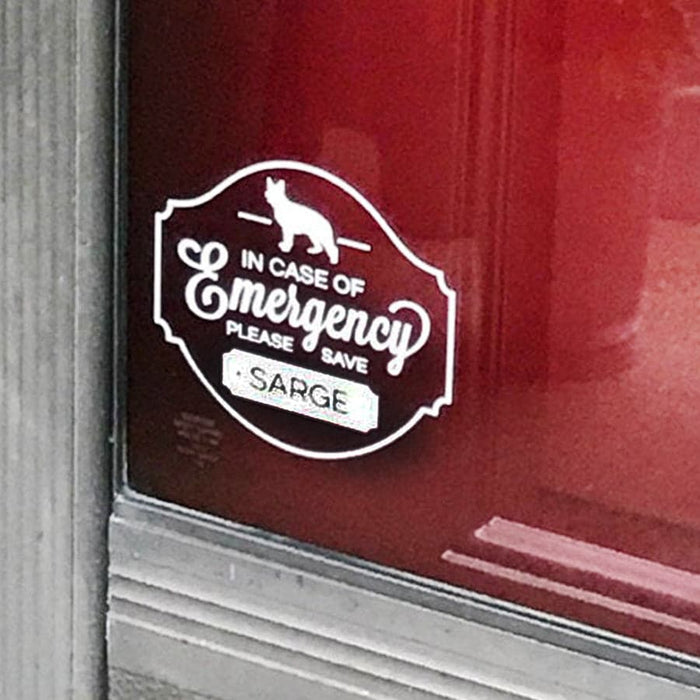 IN CASE OF
Emergency
PLEASE SAVE
SARGE